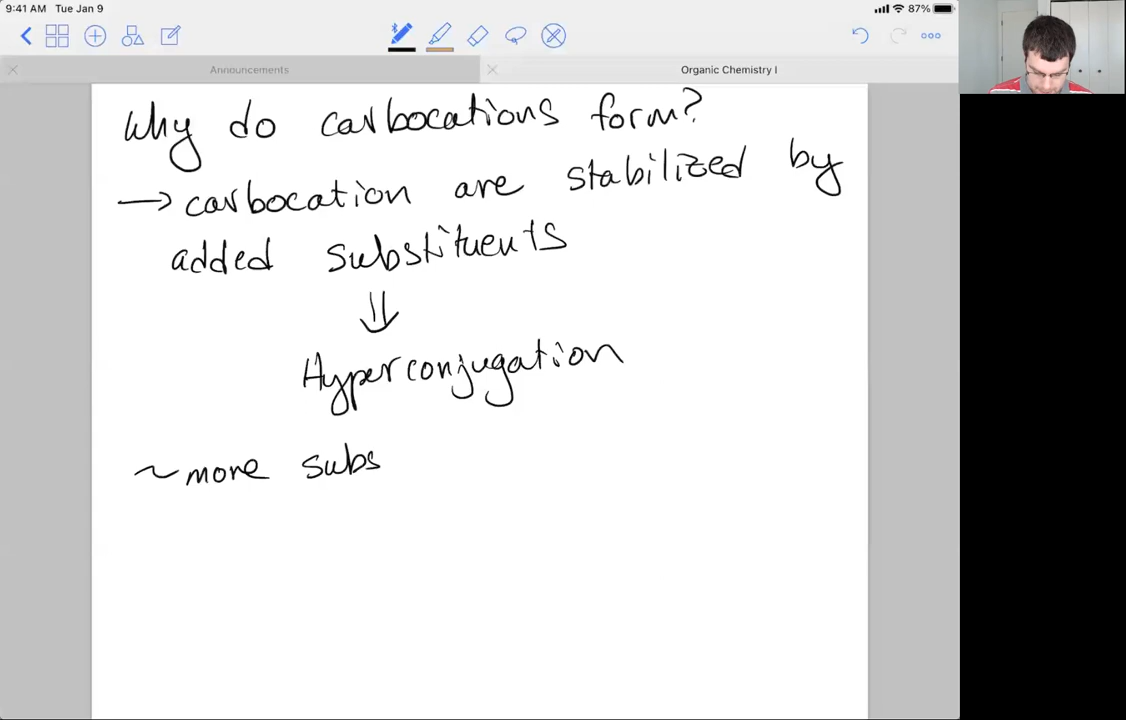 9:41 AM Tue Jan 9
87%
Announcements
Organic Chemistry I
Why do carbocations form?
→ carbocation are stabilized by
added substituents
⇓
Hyperconjugation
~ more subs